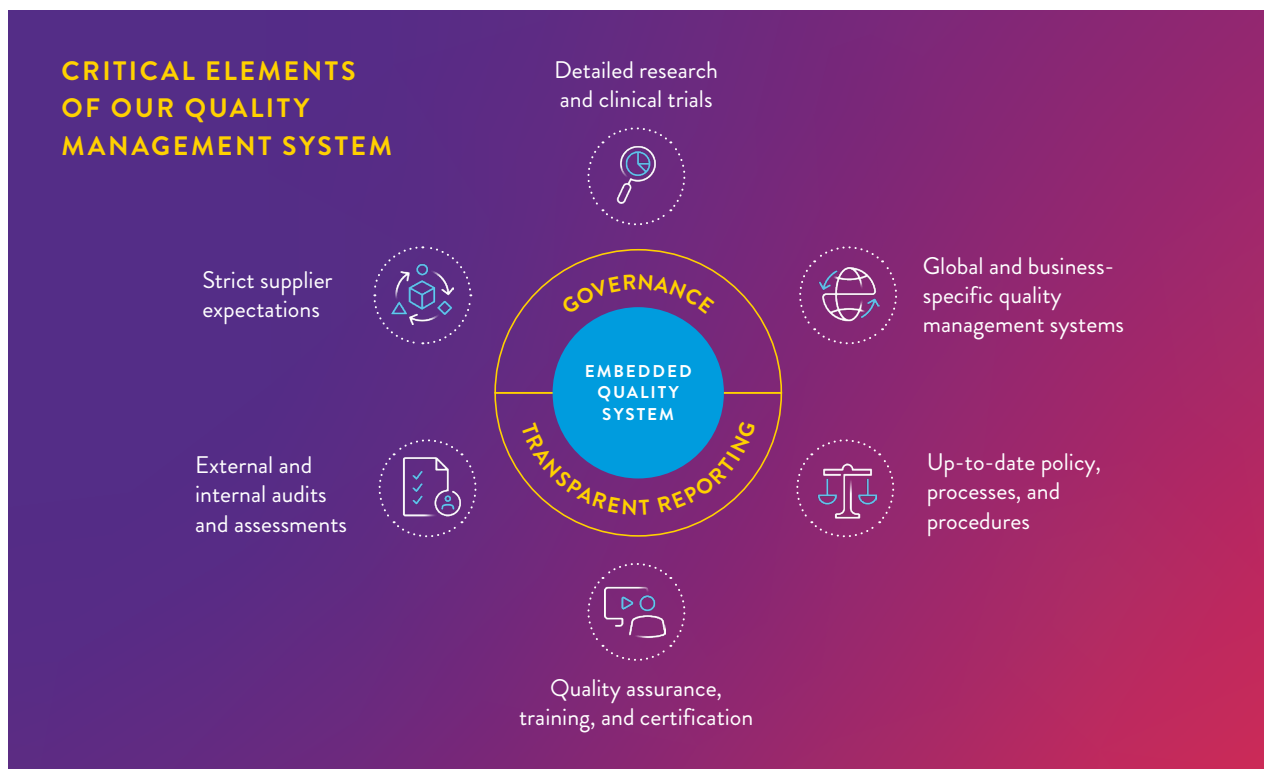 CRITICAL ELEMENTS
OF OUR QUALITY
MANAGEMENT SYSTEM
Detailed research
and clinical trials
Strict supplier
expectations
Global and business-
specific quality
management systems
GOVERNANCE
EMBEDDED
QUALITY
SYSTEM
TRANSPARENT REPORTING
External and
internal audits
and assessments
Up-to-date policy,
processes, and
procedures
Quality assurance,
training, and certification